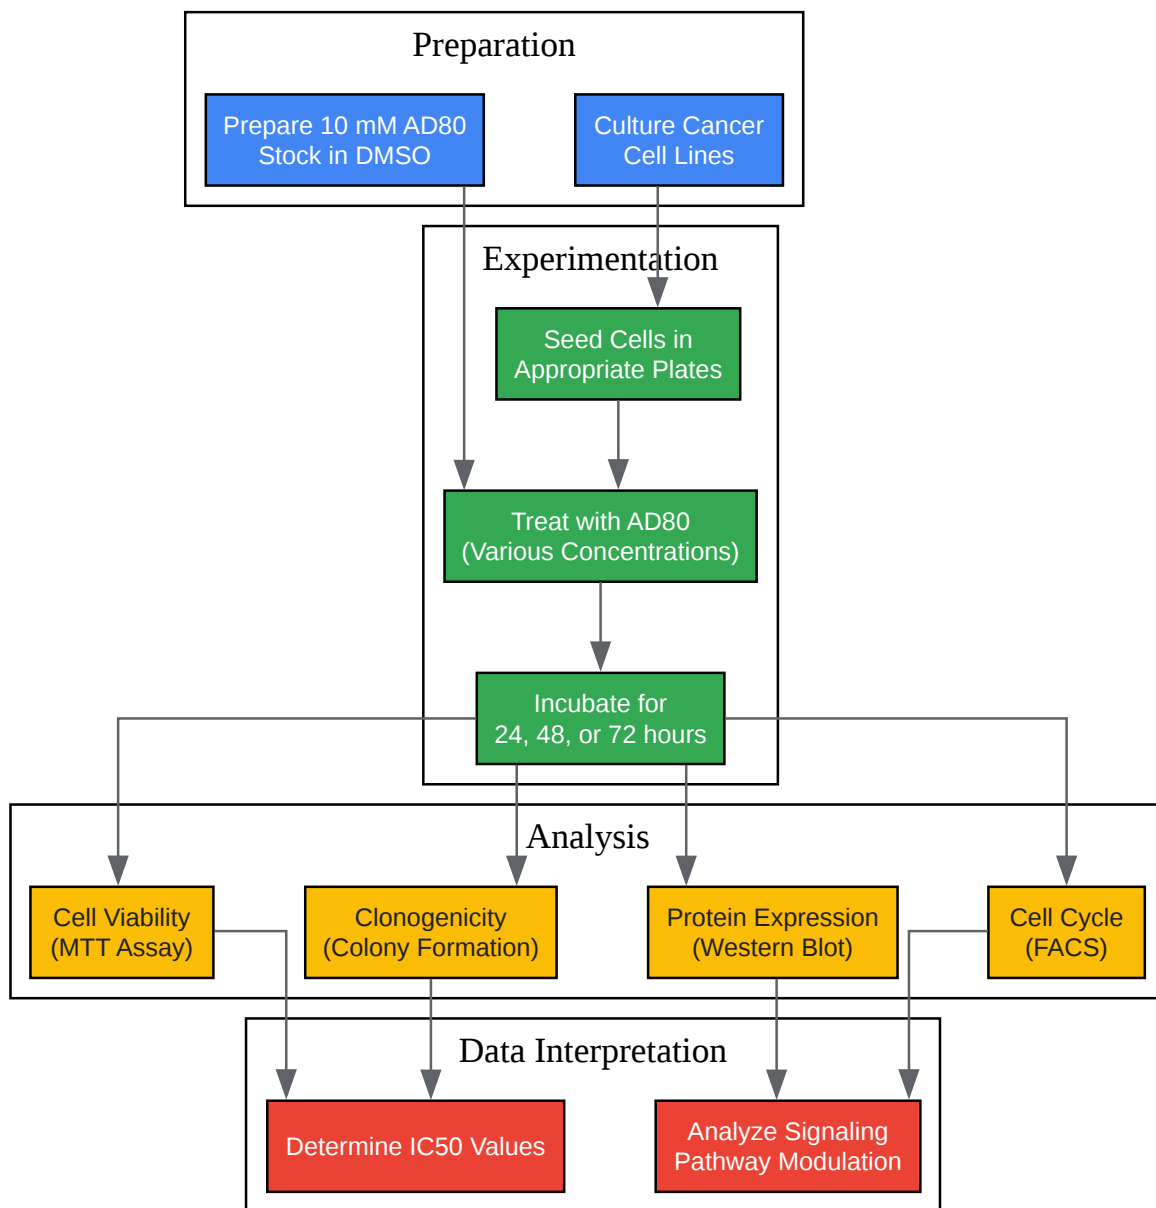 Preparation
Prepare 10 mM AD80
Stock in DMSO
Culture Cancer
Cell Lines
Experimentation
Seed Cells in
Appropriate Plates
Treat with AD80
(Various Concentrations)
Incubate for
24, 48, or 72 hours
Analysis
Cell Viability
(MTT Assay)
Clonogenicity
(Colony Formation)
Protein Expression
(Western Blot)
Cell Cycle
(FACS)
Data Interpretation
Determine IC50 Values
Analyze Signaling
Pathway Modulation